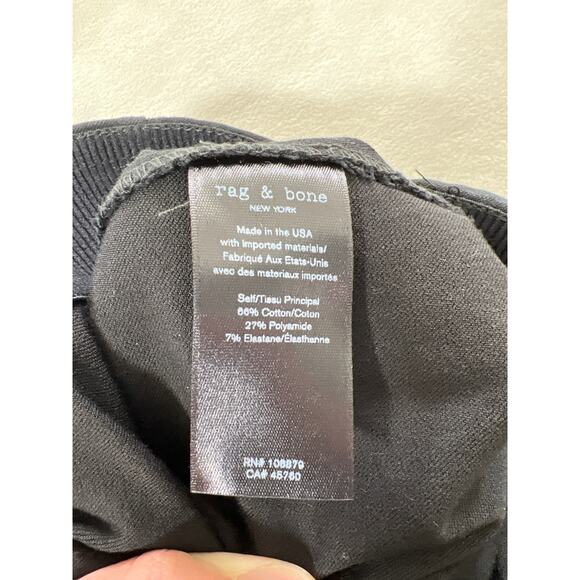 rag & bone
NEW YORK
Made in the USA
with imported materials/
Fabriqué Aux Etats-Unis
avec des materiaux importés
Self/Tissu Principal
66% Cotton/Coton
27% Polyamide
7% Elastane/Élasthanne
RN# 108879
CA# 45760